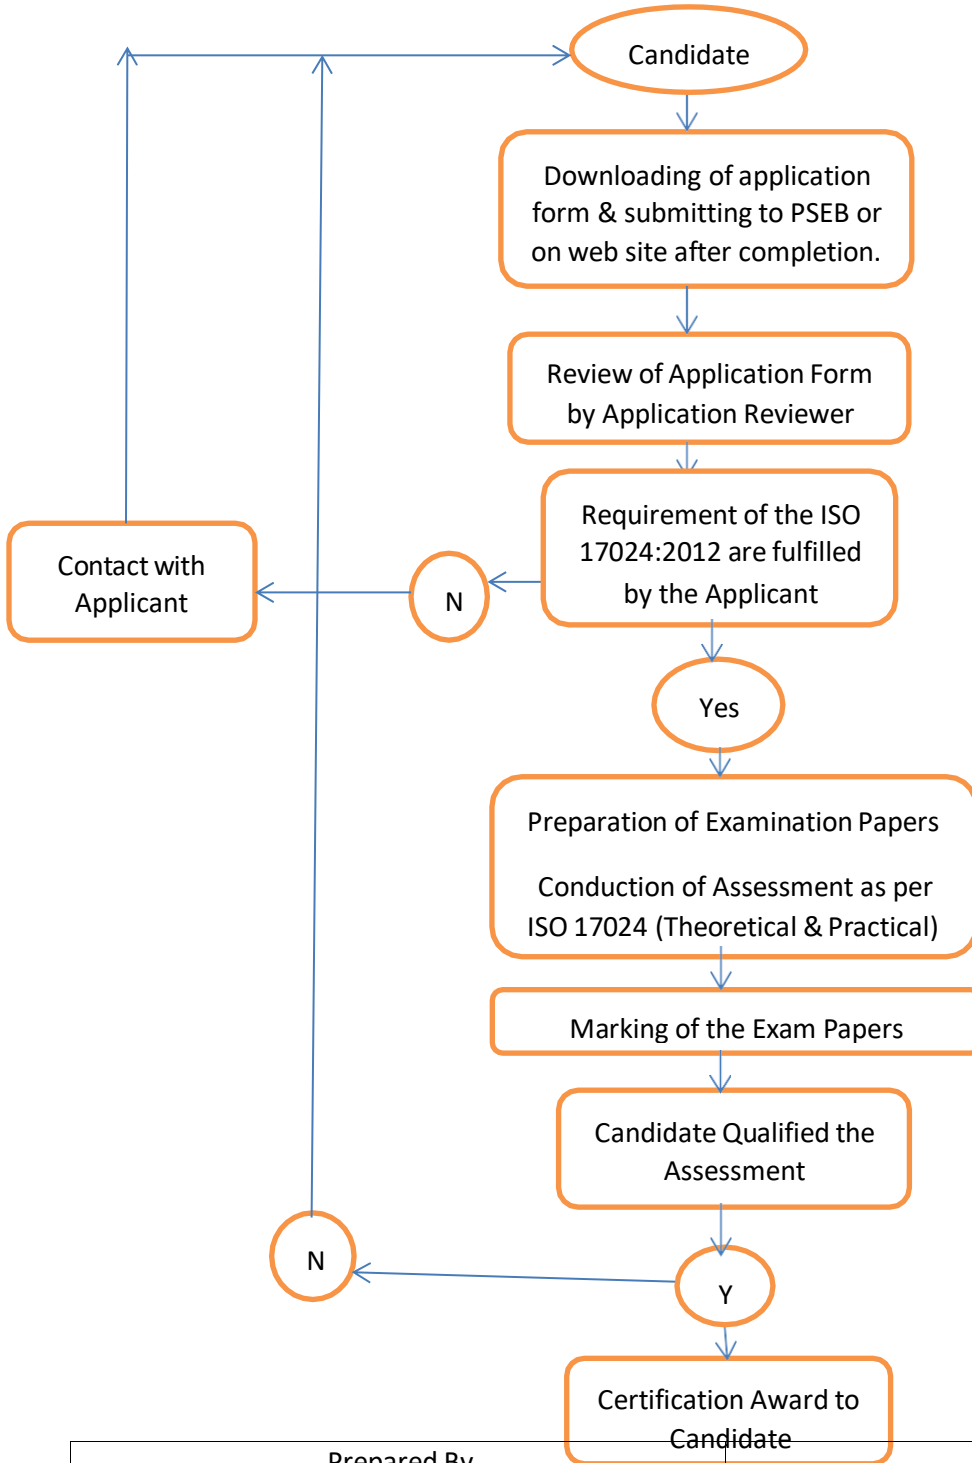 Candidate
Downloading of application
form & submitting to PSEB or
on web site after completion.
Review of Application Form
by Application Reviewer
Requirement of the ISO
17024:2012 are fulfilled
by the Applicant
Contact with
Applicant
N
Yes
Preparation of Examination Papers
Conduction of Assessment as per
ISO 17024 (Theoretical & Practical)
Marking of the Exam Papers
Candidate Qualified the
Assessment
N
Y
Certification Award to
Candidate
Prepared By